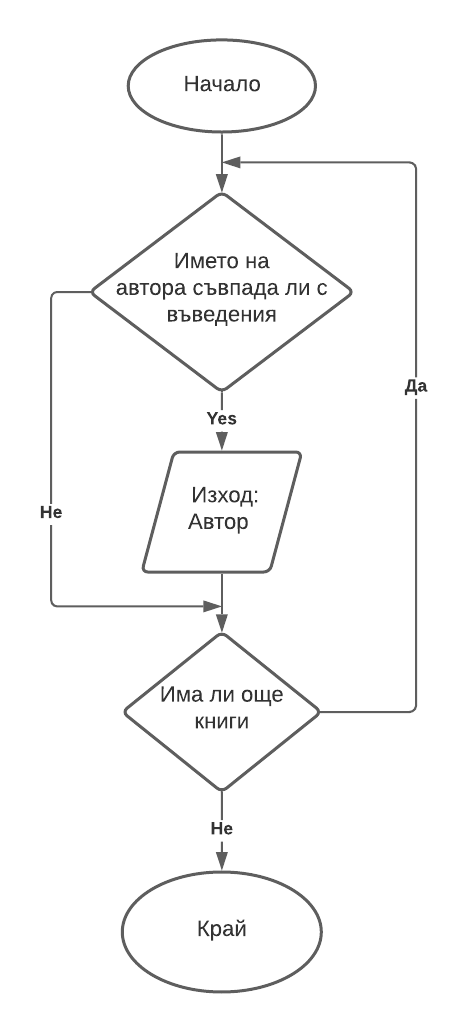 Начало
Името на
автора съвпада ли с
въведения
Да
Yes
Изход:
Автор
Не
Има ли още
книги
Не
Край